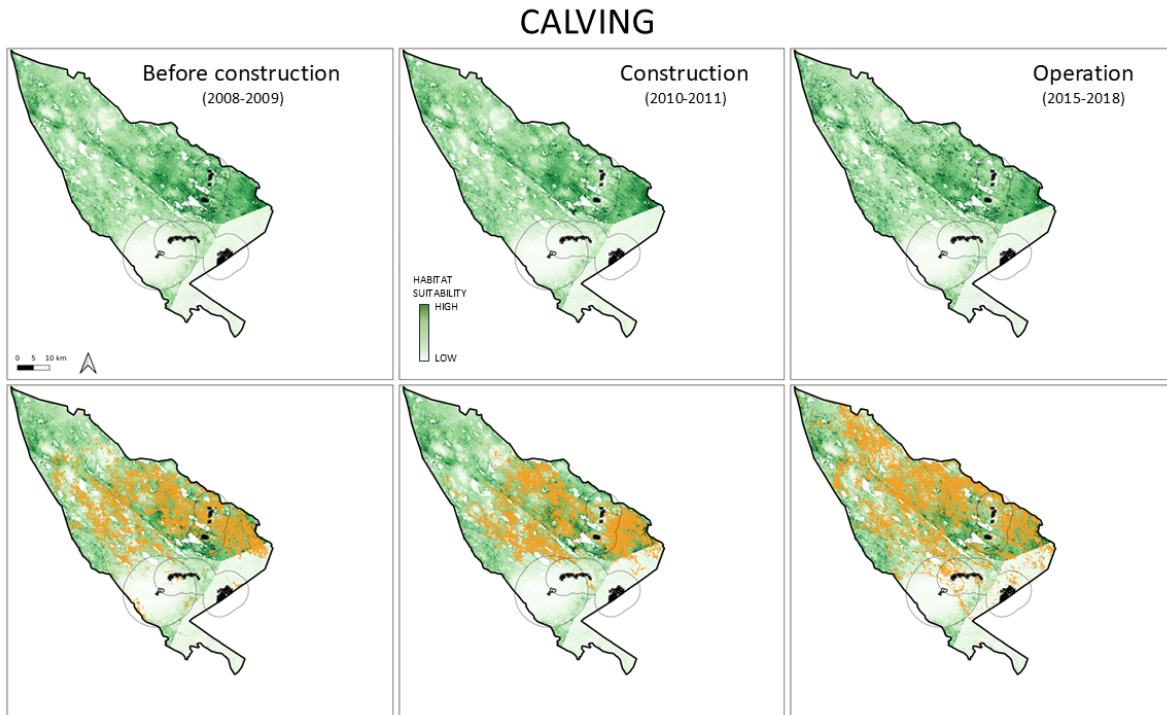 CALVING
Before construction
(2008-2009)
Construction
(2010-2011)
Operation
(2015-2018)
HABITAT
SUITABILITY
HIGH
LOW
0 5 10 km